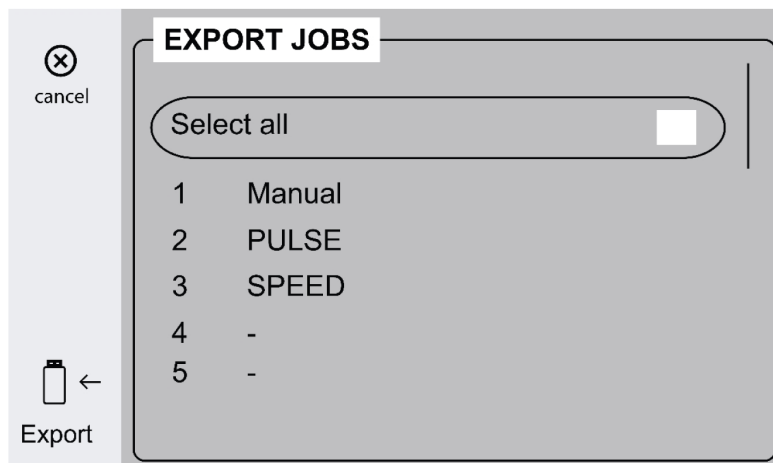 cancel
EXPORT JOBS
Select all
1 Manual
2 PULSE
3 SPEED
4 -
5 -
Export